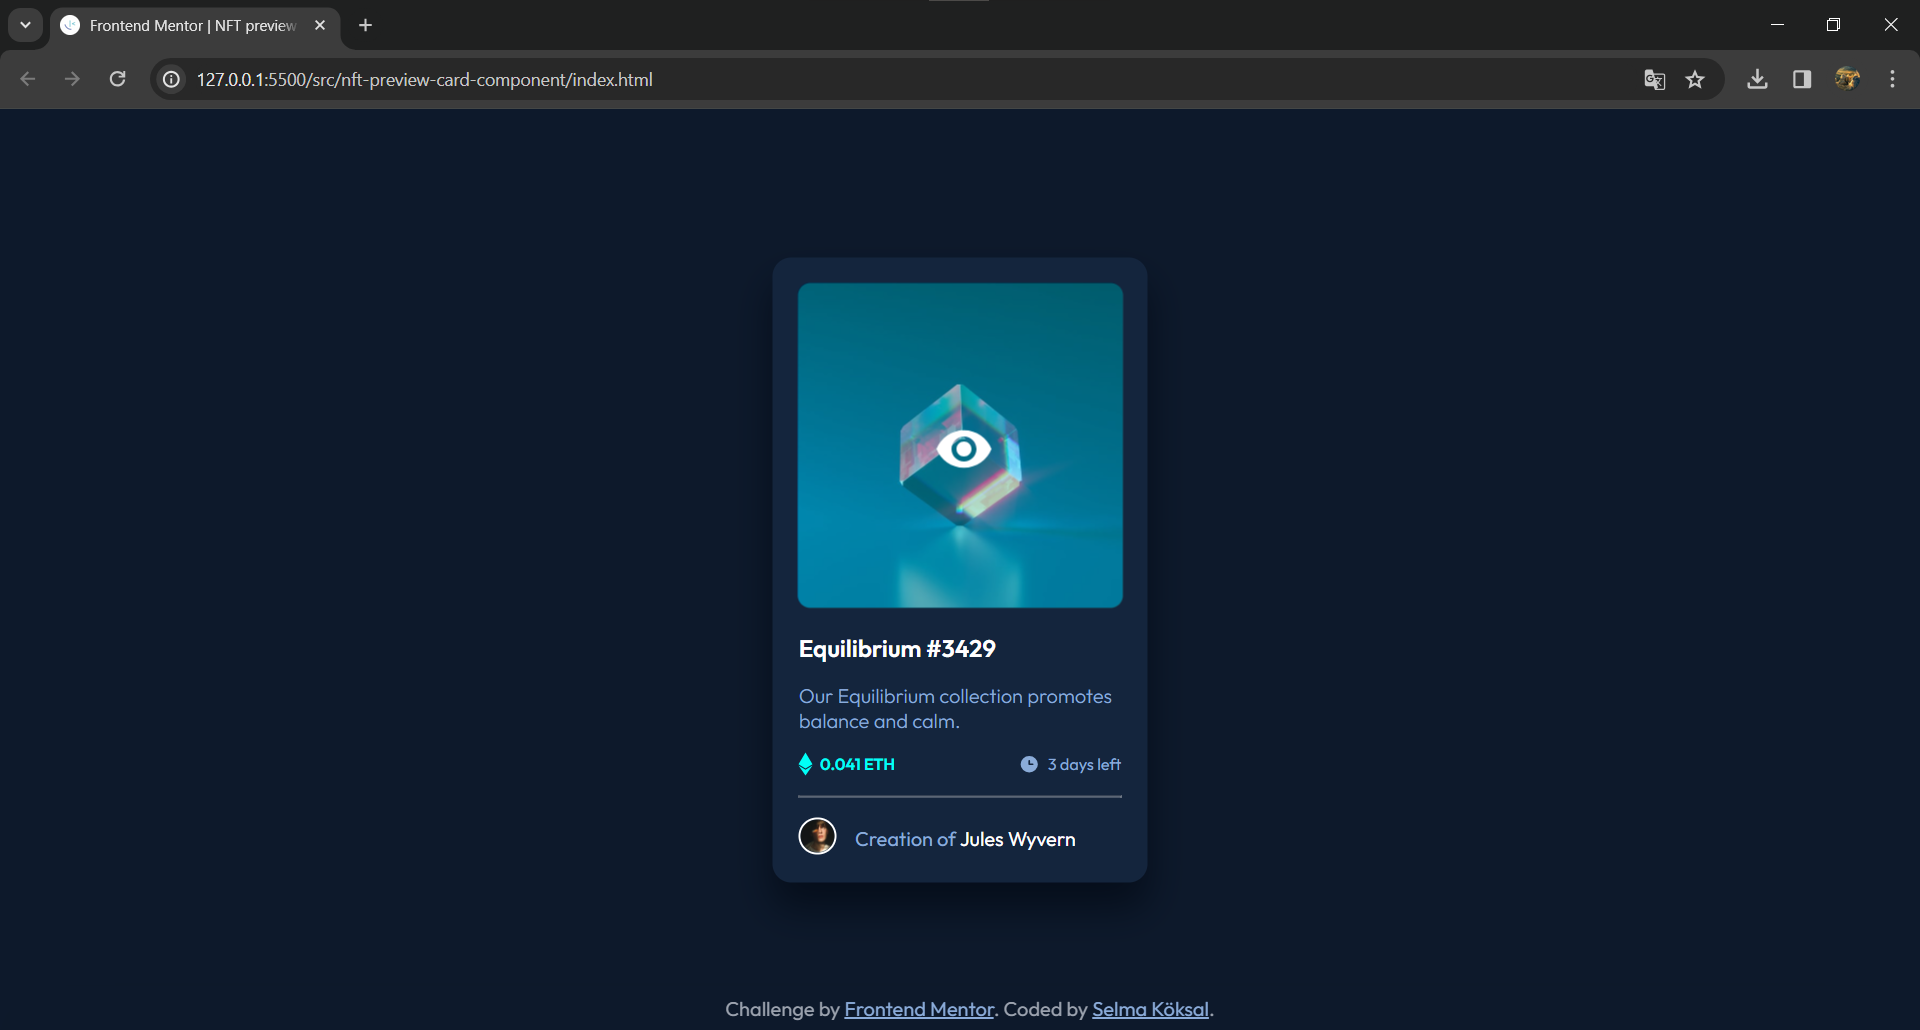 Frontend Mentor | NFT preview
127.0.0.1:5500/src/nft-preview-card-component/index.html
Equilibrium #3429
Our Equilibrium collection promotes
balance and calm.
0.041 ETH 3 days left
Creation of Jules Wyvern
Challenge by Frontend Mentor. Coded by Selma Köksal.